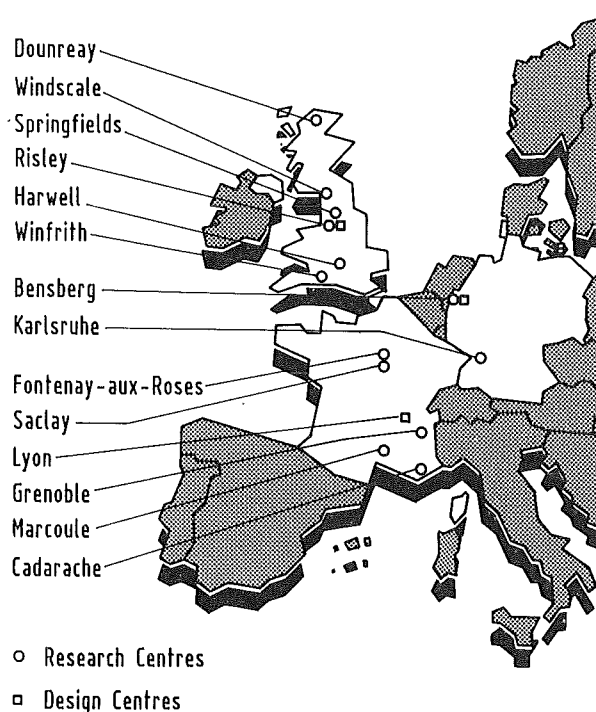 Dounreay
Windscale
Springfields
Risley
Harwell
Winfrith
Bensberg
Karlsruhe
Fontenay-aux-Roses
Saclay
Lyon
Grenoble
Marcoule
Cadarache
Research Centres
Design Centres